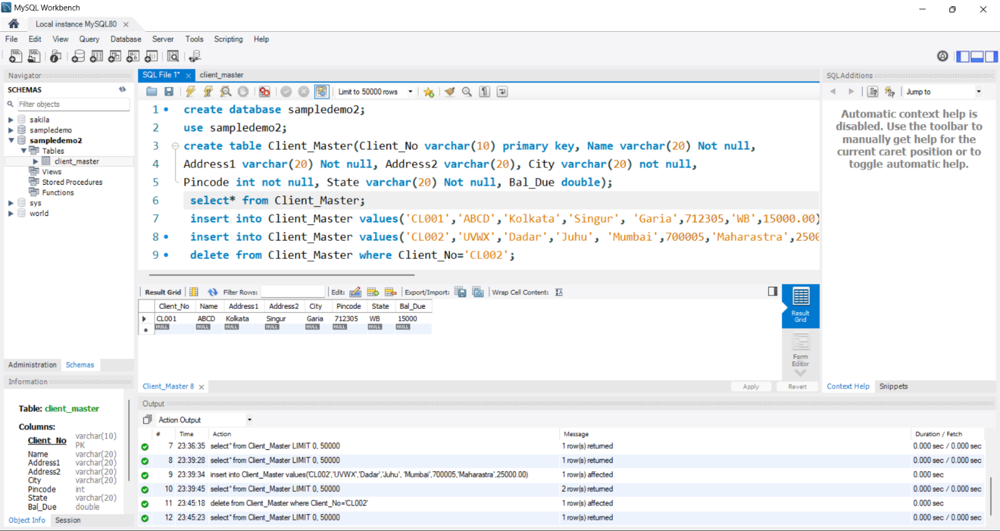 MySQL Workbench
Local instance MySQL80
File Edit View Query Database Server Tools Scripting Help
Navigator
SCHEMAS
Filter objects
sakila
sampledemo
sampledemo2
Tables
client_master
Views
Stored Procedures
Functions
sys
world
Administration Schemas
Information
Table: client_master
Columns:
Client_No varchar(10) PK
Name varchar(20)
Address1 varchar(20)
Address2 varchar(20)
City varchar(20)
Pincode int
State varchar(20)
Bal_Due double
Object Info Session
SQL File 1* client_master
Limit to 50000 rows
1 create database sampledemo2;
2 use sampledemo2;
3 create table Client_Master(Client_No varchar(10) primary key, Name varchar(20) Not null,
4 Address1 varchar(20) Not null, Address2 varchar(20), City varchar(20) not null,
5 Pincode int not null, State varchar(20) Not null, Bal_Due double);
6 select* from Client_Master;
7 insert into Client_Master values('CL001','ABCD','Kolkata','Singur', 'Garia',712305,'WB',15000.00)
8 insert into Client_Master values('CL002','UVWX','Dadar','Juhu', 'Mumbai',700005,'Maharastra',2500
9 delete from Client_Master where Client_No='CL002';
Result Grid Filter Rows: Edit: Export/Import: Wrap Cell Content:
Client_No Name Address1 Address2 City Pincode State Bal_Due
CL001 ABCD Kolkata Singur Garia 712305 WB 15000
NULL NULL NULL NULL NULL NULL NULL NULL
Result Grid
Form Editor
Client_Master 8 Apply Revert
Output
Action Output
# Time Action Message Duration / Fetch
7 23:36:35 select* from Client_Master LIMIT 0, 50000 1 row(s) returned 0.000 sec / 0.000 sec
8 23:39:28 select* from Client_Master LIMIT 0, 50000 1 row(s) returned 0.000 sec / 0.000 sec
9 23:39:34 insert into Client_Master values('CL002','UVWX','Dadar','Juhu', 'Mumbai',700005,'Maharastra',25000.00) 1 row(s) affected 0.000 sec
10 23:39:45 select* from Client_Master LIMIT 0, 50000 2 row(s) returned 0.000 sec / 0.000 sec
11 23:45:18 delete from Client_Master where Client_No='CL002' 1 row(s) affected 0.000 sec
12 23:45:23 select* from Client_Master LIMIT 0, 50000 1 row(s) returned 0.000 sec / 0.000 sec
SQLAdditions
Jump to
Automatic context help is
disabled. Use the toolbar to
manually get help for the
current caret position or to
toggle automatic help.
Context Help Snippets